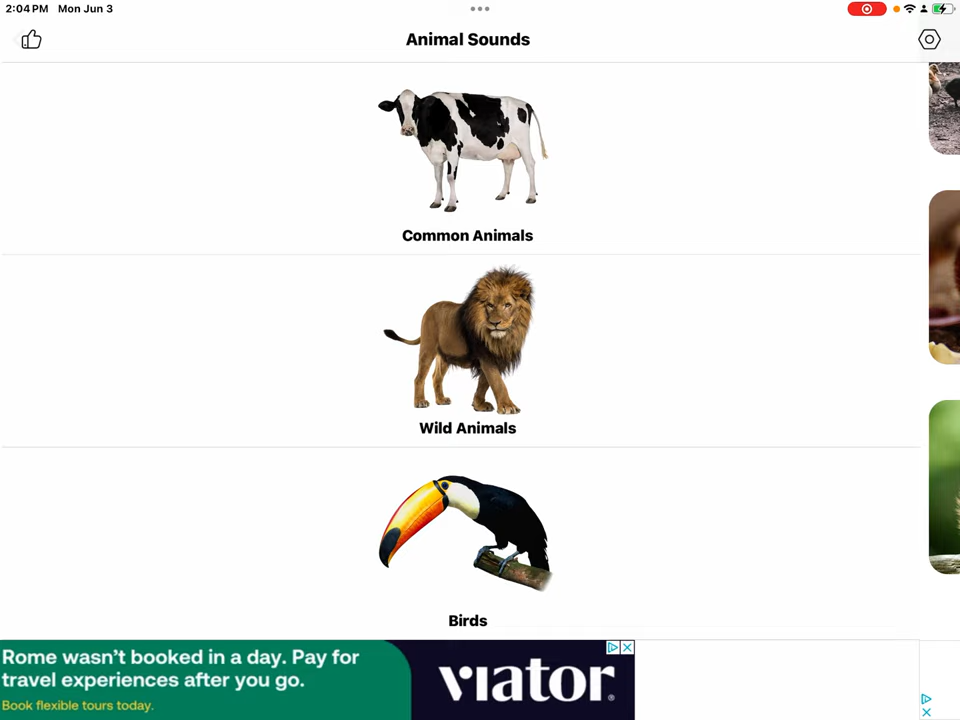 2:04 PM Mon Jun 3
Animal Sounds
Common Animals
Wild Animals
Birds
Rome wasn't booked in a day. Pay for
travel experiences after you go.
Book flexible tours today.
viator